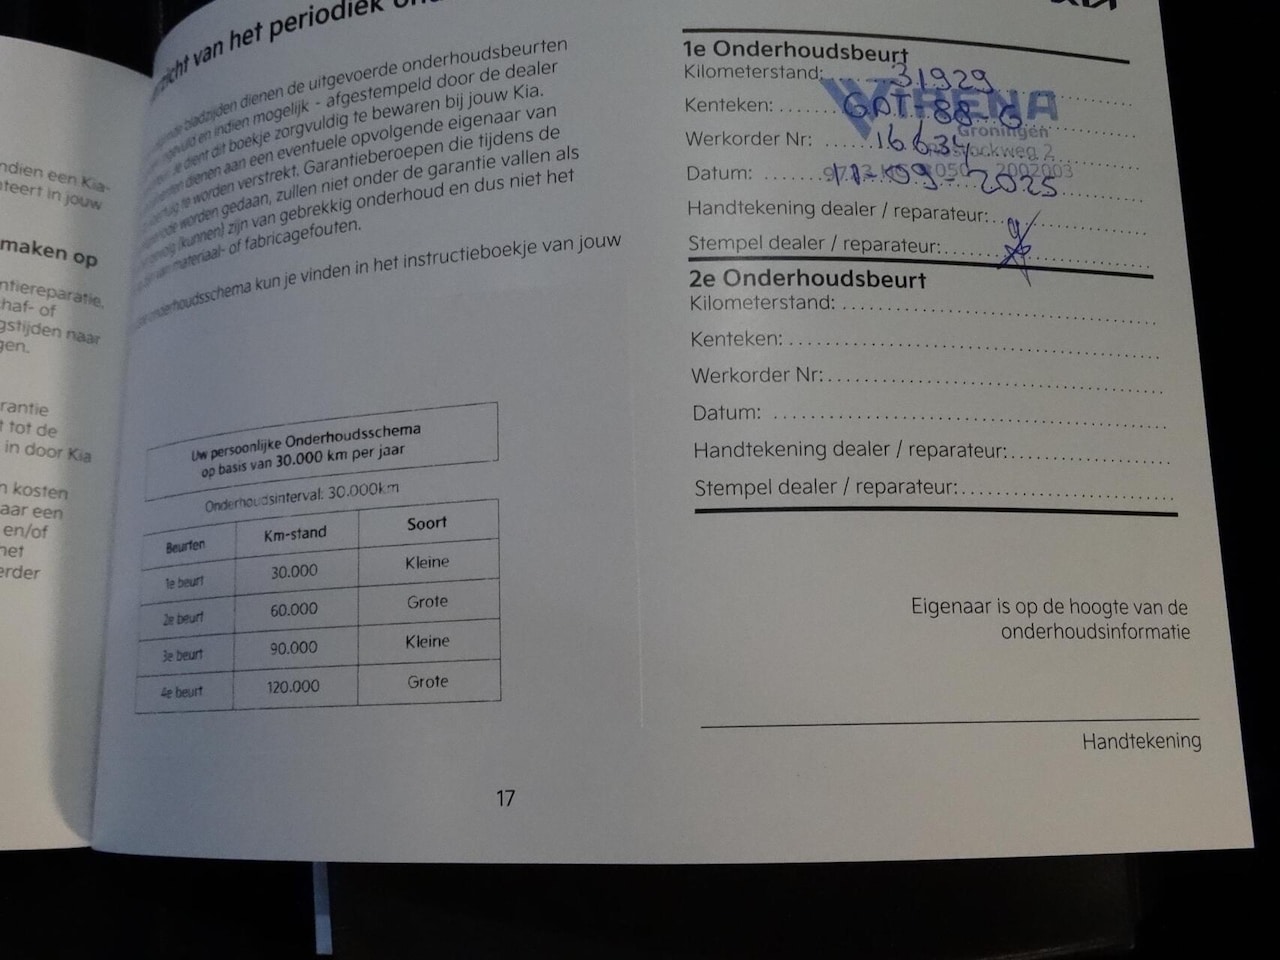 ndien een Kia-
teert in jouw
maken op
ntiereparatie,
haf- of
gstijden naar
gen.
rantie
t tot de
in door Kia
n kosten
aar een
en/of
het
erder
van het periodiek
bladzijden dienen de uitgevoerde onderhoudsbeurten
en indien mogelijk - afgestempeld door de dealer
dient dit boekje zorgvuldig te bewaren bij jouw Kia.
dienen aan een eventuele opvolgende eigenaar van
te worden verstrekt. Garantieberoepen die tijdens de
worden gedaan, zullen niet onder de garantie vallen als
(kunnen) zijn van gebrekkig onderhoud en dus niet het
van materiaal- of fabricagefouten.
onderhoudsschema kun je vinden in het instructieboekje van jouw
Uw persoonlijke Onderhoudsschema
op basis van 30.000 km per jaar
Onderhoudsinterval: 30.000km
Beurten Km-stand Soort
1e beurt 30.000 Kleine
2e beurt 60.000 Grote
3e beurt 90.000 Kleine
4e beurt 120.000 Grote
17
1e Onderhoudsbeurt
Kilometerstand: 31929
Kenteken: GDT-88-G
Werkorder Nr: 16634
Datum: 11-09-2025
Handtekening dealer / reparateur:
Stempel dealer / reparateur:
Groningen
2e Onderhoudsbeurt
Kilometerstand:
Kenteken:
Werkorder Nr:
Datum:
Handtekening dealer / reparateur:
Stempel dealer / reparateur:
Eigenaar is op de hoogte van de
onderhoudsinformatie
Handtekening